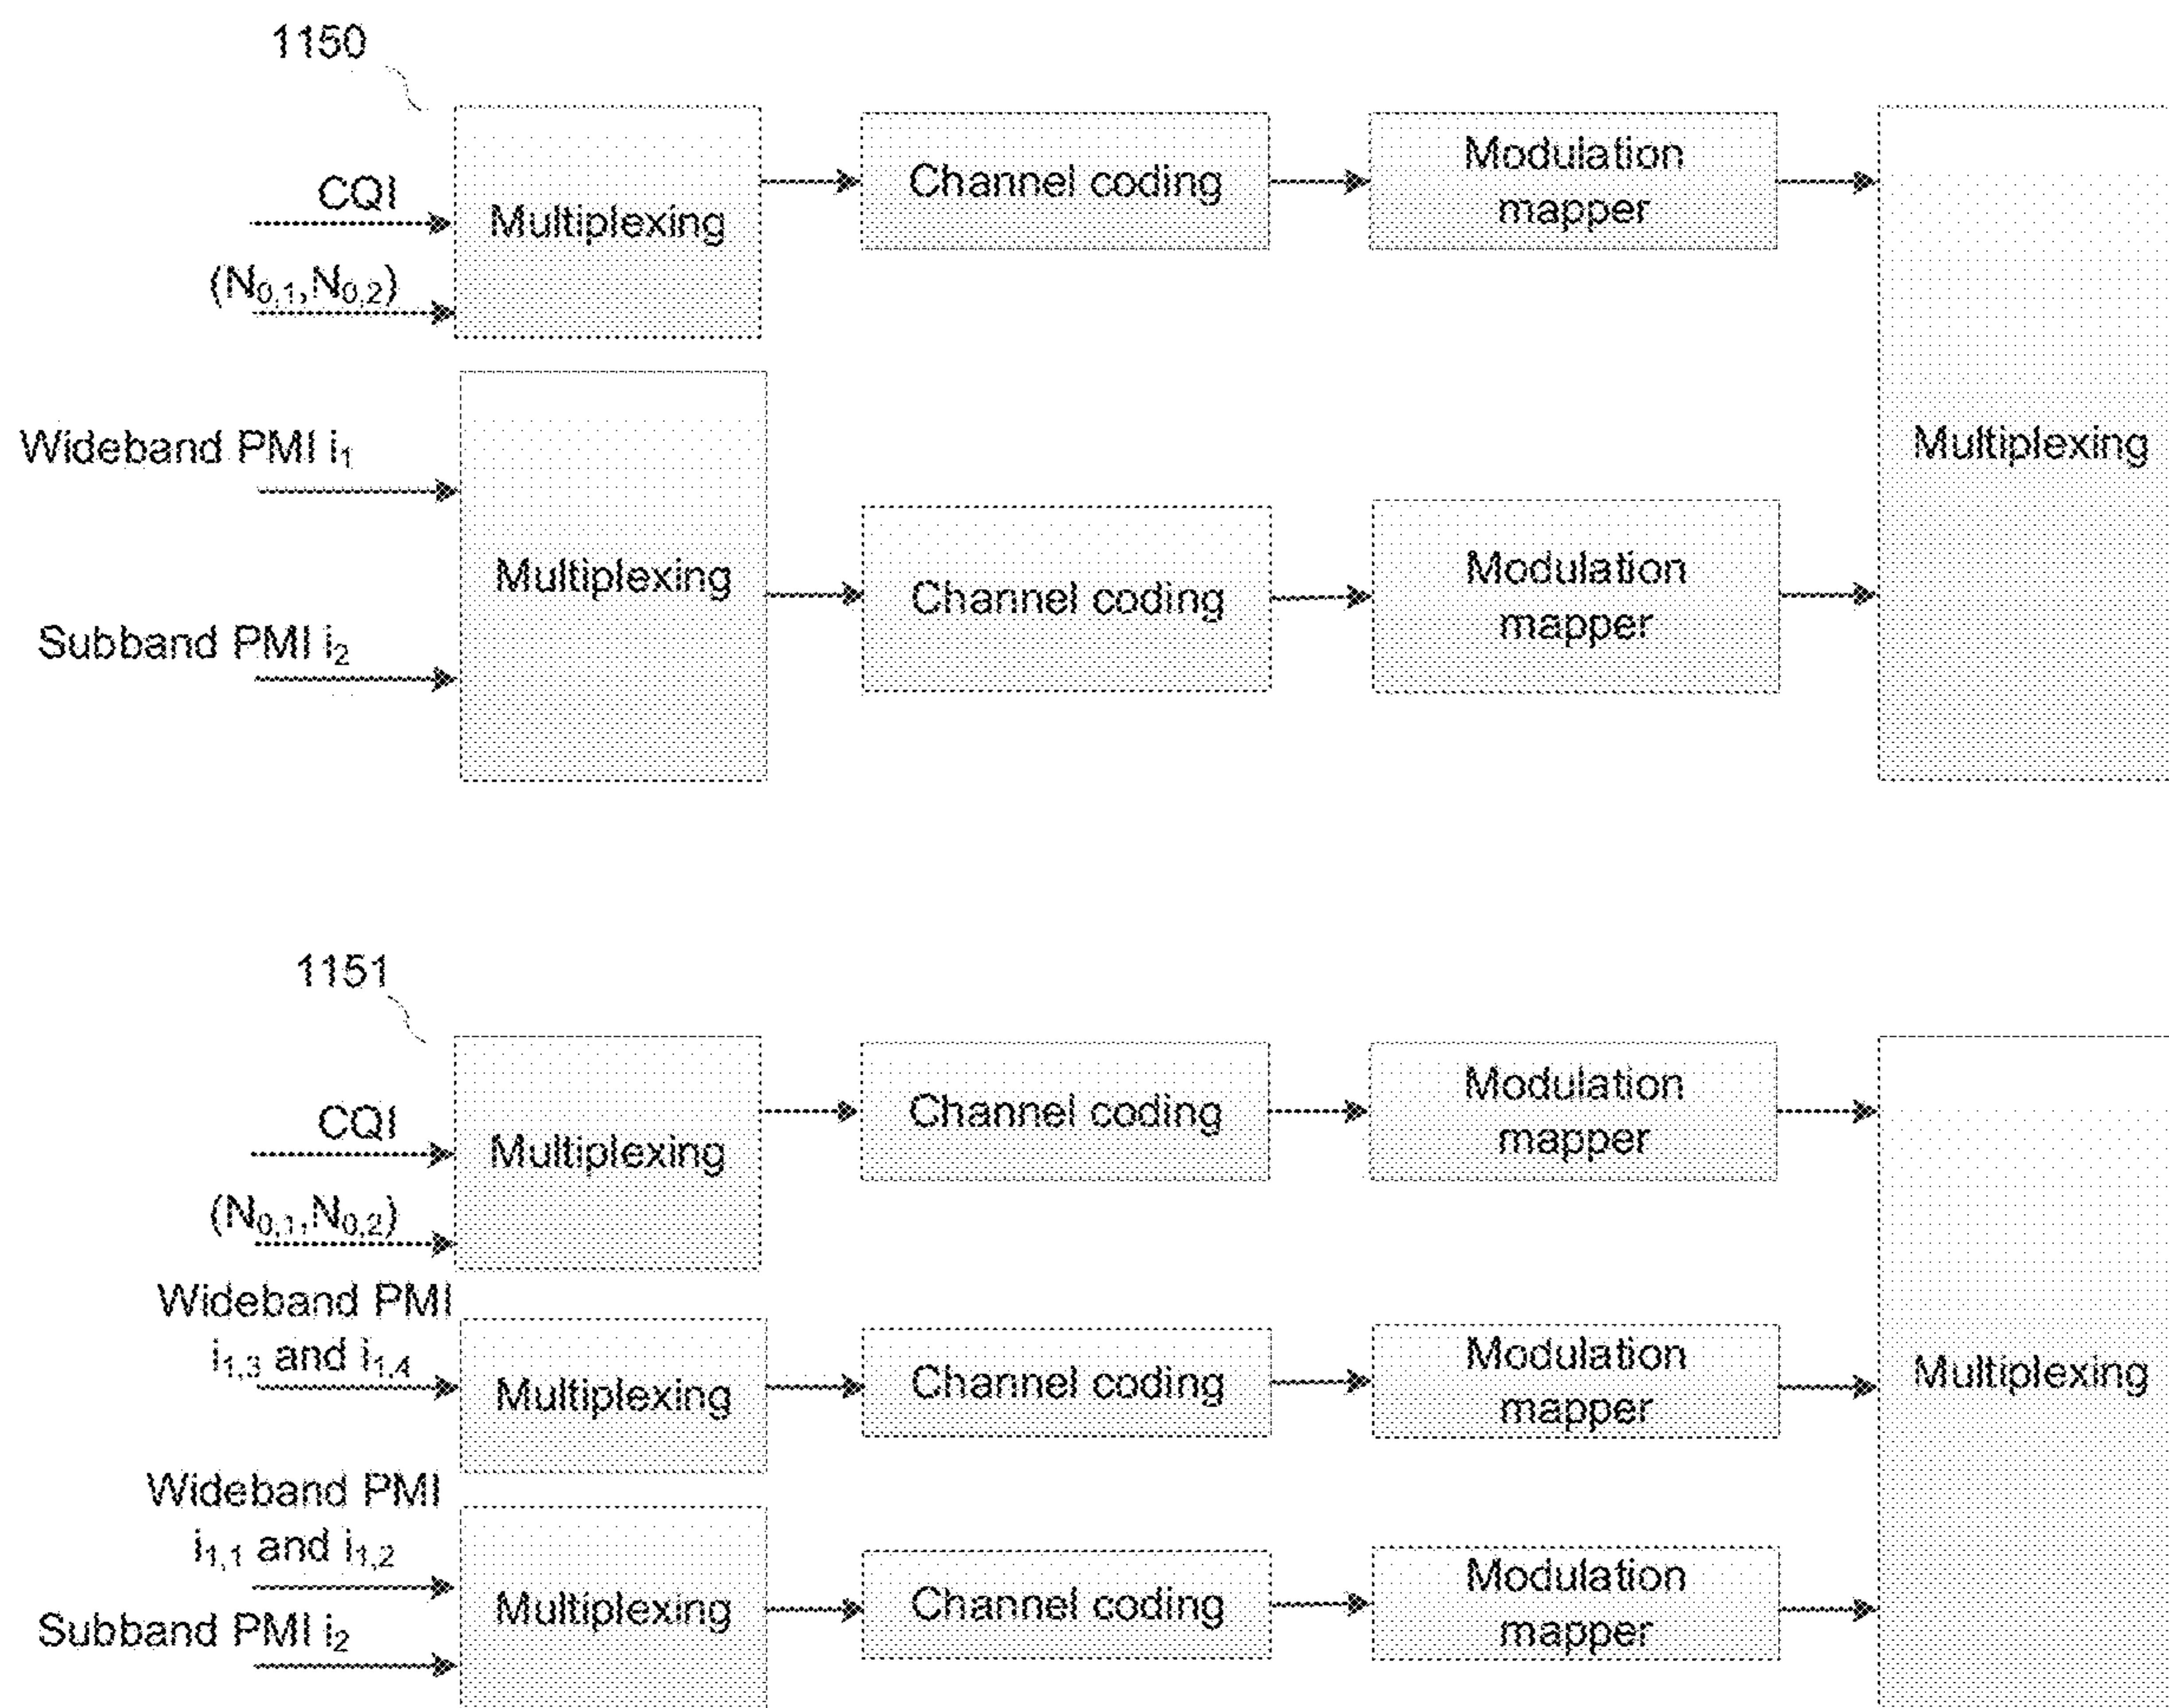 1150
CQI
(N₀,₁,N₀,₂)
Multiplexing
Channel coding
Modulation
mapper
Wideband PMI i₁
Subband PMI i₂
Multiplexing
Channel coding
Modulation
mapper
Multiplexing
1151
CQI
(N₀,₁,N₀,₂)
Multiplexing
Channel coding
Modulation
mapper
Wideband PMI
i₁,₃ and i₁,₄
Multiplexing
Channel coding
Modulation
mapper
Multiplexing
Wideband PMI
i₁,₁ and i₁,₂
Subband PMI i₂
Multiplexing
Channel coding
Modulation
mapper